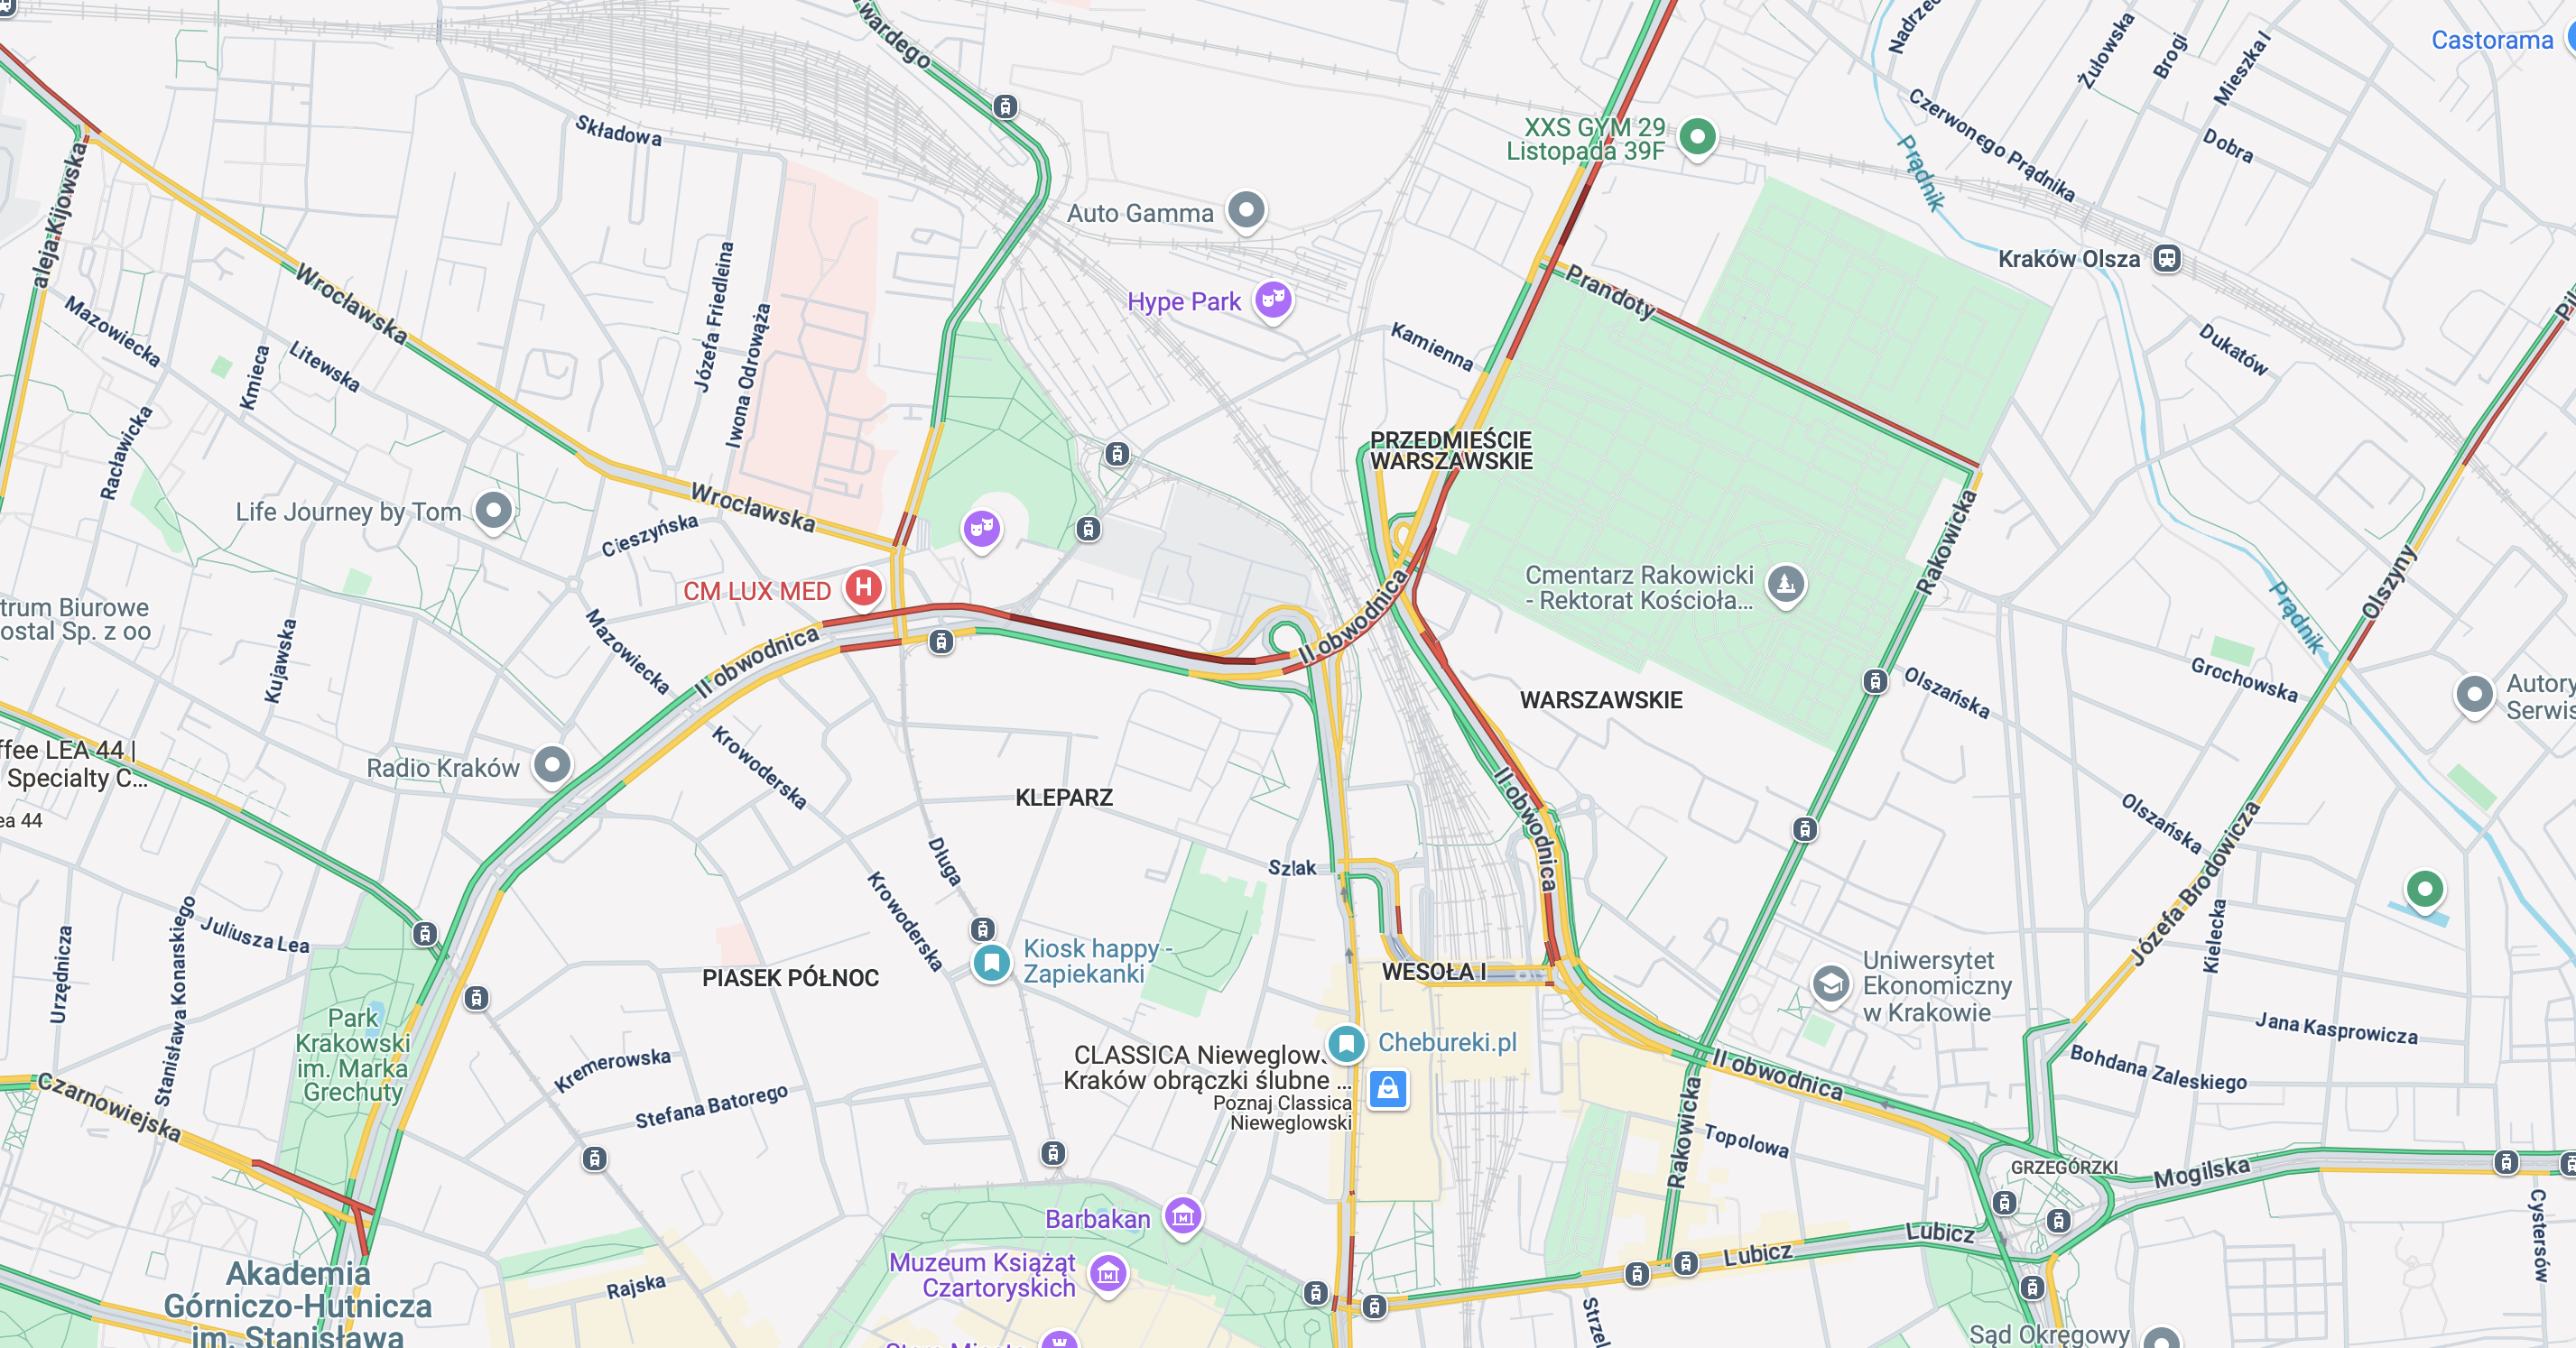 wardego
Nadrzec
Żulowska
Brogi
Mieszka I
Castorama
Składowa
XXS GYM 29
Listopada 39F
Czerwonego Prądnika
Dobra
Prądnik
aleja Kijowska
Auto Gamma
Kraków Olsza
Józefa Friedleina
Iwona Odrowąża
Wrocławska
Hype Park
Prandoty
Mazowiecka
Kamienna
Dukatów
Pil
Litewska
Kmieca
Racławicka
PRZEDMIEŚCIE
WARSZAWSKIE
Life Journey by Tom
Wrocławska
Cieszyńska
Rakowicka
Olszyny
CM LUX MED
II obwodnica
Cmentarz Rakowicki
- Rektorat Kościoła...
trum Biurowe
ostal Sp. z oo
Prądnik
Mazowiecka
II obwodnica
Kujawska
Grochowska
Olszańska
WARSZAWSKIE
Autory
Serwis
ffee LEA 44 |
Specialty C...
ea 44
Radio Kraków
Krowoderska
KLEPARZ
II obwodnica
Olszańska
Józefa Brodowicza
Długa
Szlak
Krowoderska
Juliusza Lea
Urzędnicza
Stanisława Konarskiego
Kielecka
Kiosk happy -
Zapiekanki
PIASEK PÓŁNOC
WESOŁA I
Uniwersytet
Ekonomiczny
w Krakowie
Park
Krakowski
im. Marka
Grechuty
Jana Kasprowicza
Chebureki.pl
CLASSICA Nieweglows
Kraków obrączki ślubne ...
Poznaj Classica
Nieweglowski
Kremerowska
Stefana Batorego
Bohdana Zaleskiego
II obwodnica
Czarnowiejska
Rakowicka
Topolowa
GRZEGÓRZKI
Mogilska
Barbakan
Lubicz
Lubicz
Cystersów
Muzeum Książąt
Czartoryskich
Akademia
Górniczo-Hutnicza
im. Stanisława
Rajska
Strzel
Sąd Okręgowy